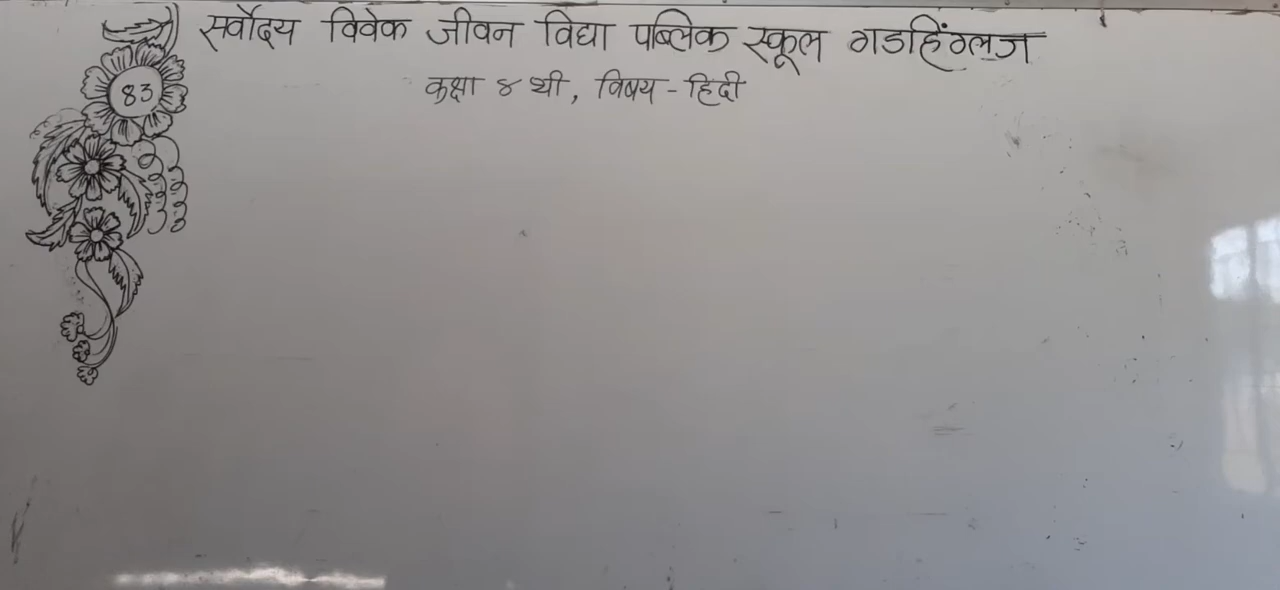 सर्वोदय विवेक जीवन विद्या पब्लिक स्कूल गडहिंग्लज
कक्षा ४ थी, विषय - हिंदी
83